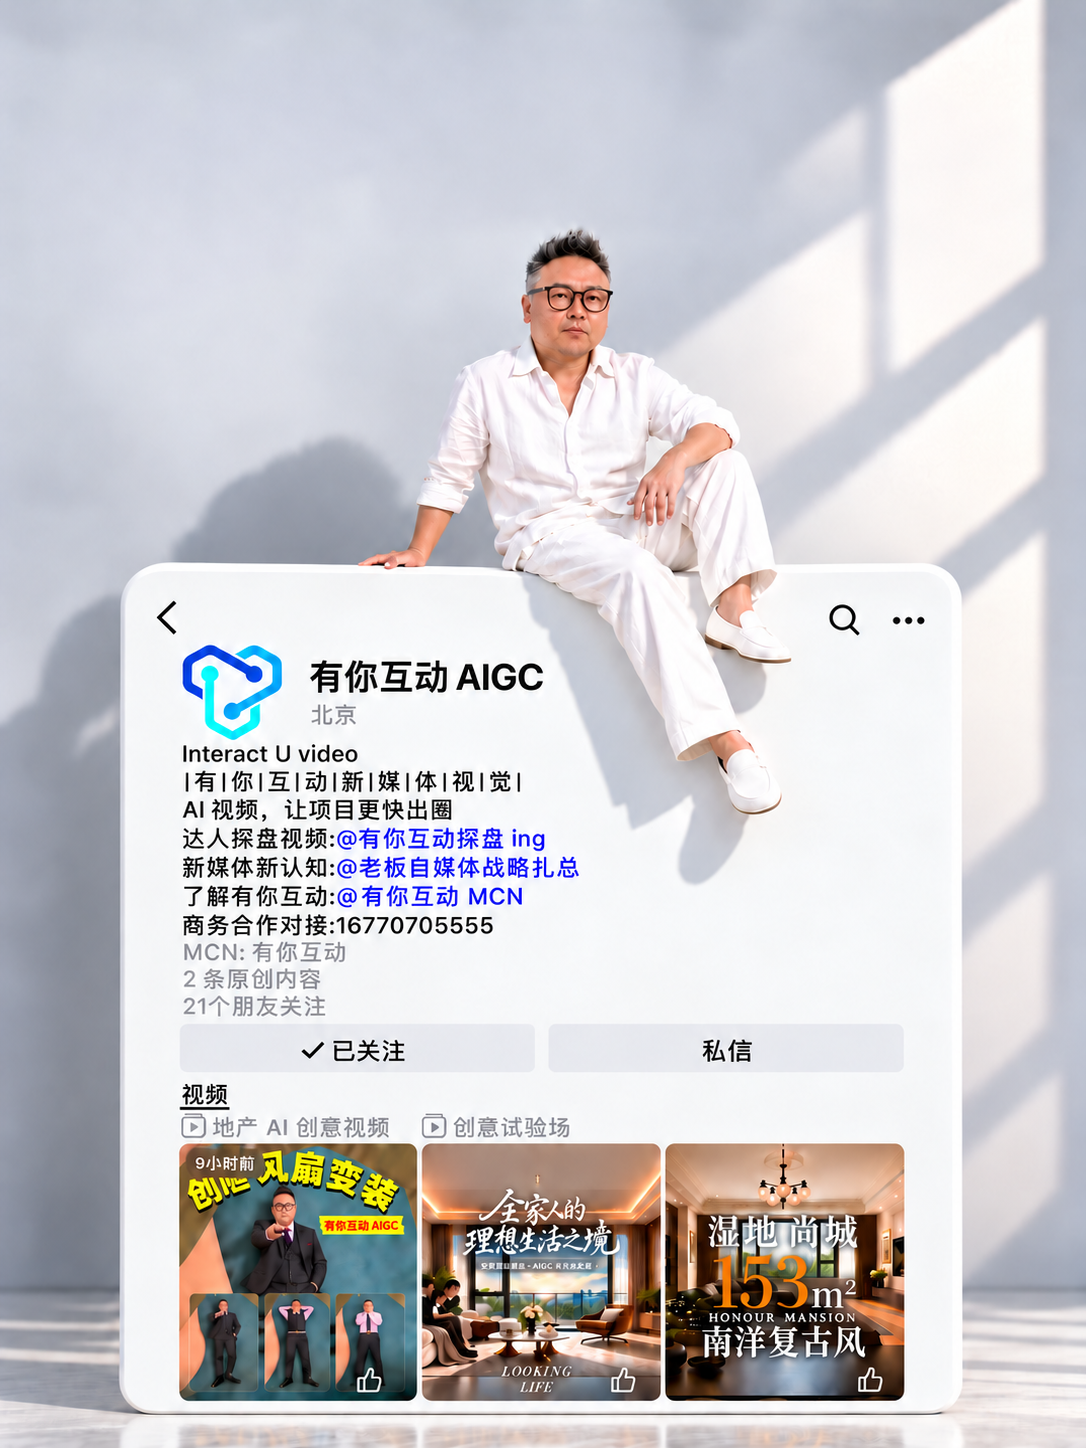 有你互动 AIGC
北京
Interact U video
|有|你|互|动|新|媒|体|视|觉|
AI 视频，让项目更快出圈
达人探盘视频:@有你互动探盘 ing
新媒体新认知:@老板自媒体战略扎总
了解有你互动:@有你互动 MCN
商务合作对接:16770705555
MCN: 有你互动
2 条原创内容
21个朋友关注
已关注
私信
视频
地产 AI 创意视频
创意试验场
9小时前
风扇变装
有你互动 AIGC
全家人的
理想生活之境
LOOKING
LIFE
湿地 尚城
153m²
HONOUR MANSION
南洋复古风